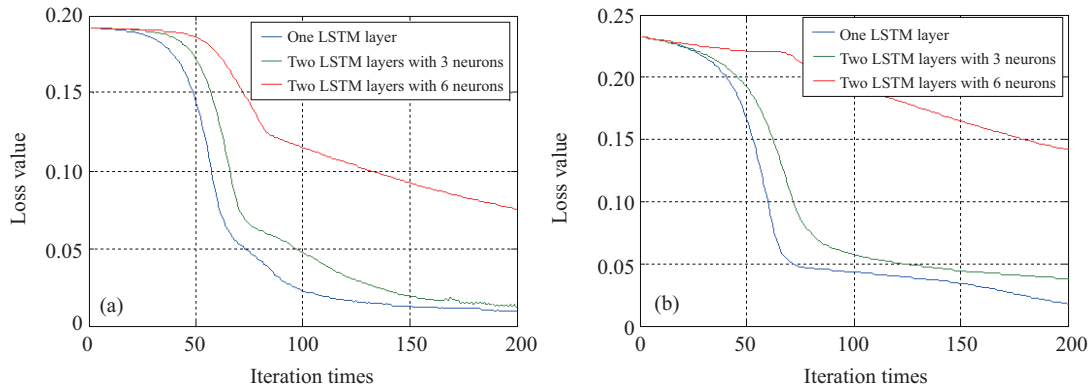 0.20
0.15
0.10
0.05
0
Loss value
One LSTM layer
Two LSTM layers with 3 neurons
Two LSTM layers with 6 neurons
(a)
0 50 100 150 200
Iteration times
0.25
0.20
0.15
0.10
0.05
0
Loss value
One LSTM layer
Two LSTM layers with 3 neurons
Two LSTM layers with 6 neurons
(b)
0 50 100 150 200
Iteration times